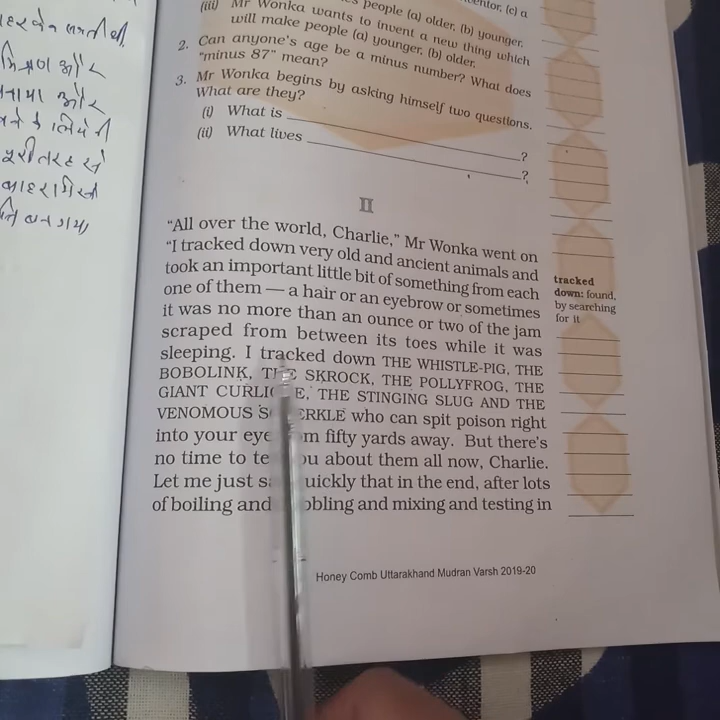 entor, (c) a
people (a) older, (b) younger.
(iii) Mr Wonka wants to invent a new thing which
will make people (a) younger, (b) older.
2. Can anyone's age be a minus number? What does
"minus 87" mean?
3. Mr Wonka begins by asking himself two questions.
What are they?
(i) What is ?
(ii) What lives ?
II
"All over the world, Charlie," Mr Wonka went on
"I tracked down very old and ancient animals and
took an important little bit of something from each
one of them — a hair or an eyebrow or sometimes
it was no more than an ounce or two of the jam
scraped from between its toes while it was
sleeping. I tracked down THE WHISTLE-PIG, THE
BOBOLINK, THE SKROCK, THE POLLYFROG, THE
GIANT CURLIC E, THE STINGING SLUG AND THE
VENOMOUS S ERKLE who can spit poison right
into your eye m fifty yards away. But there's
no time to te ou about them all now, Charlie.
Let me just s uickly that in the end, after lots
of boiling and bbling and mixing and testing in
tracked
down: found,
by searching
for it
Honey Comb Uttarakhand Mudran Varsh 2019-20
और
बनाया और
के लिये
बन गया